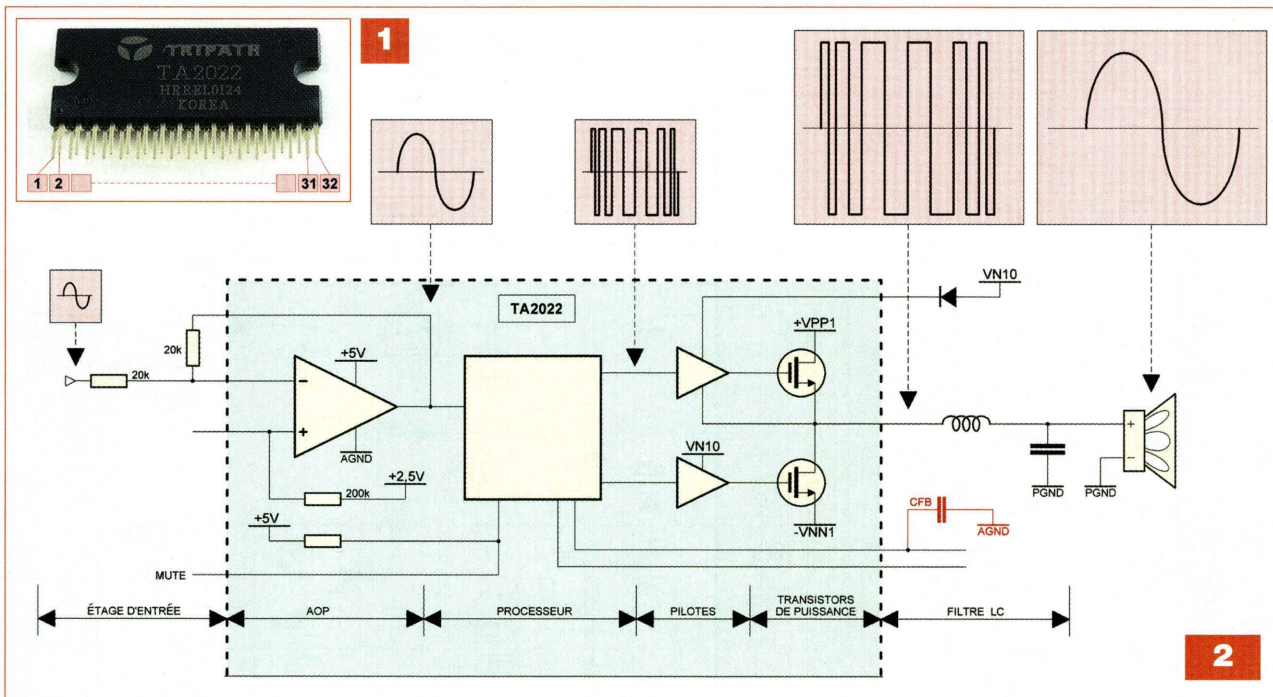 1
TRIPATH
TA2022
HREEL0124
KOREA
1 2 31 32
VN10
TA2022
+VPP1
20k
+5V
20k
−
+
AGND
VN10
+
−
+2,5V
200k
PGND
PGND
CFB
+5V
-VNN1
AGND
MUTE
ÉTAGE D'ENTRÉE
AOP
PROCESSEUR
PILOTES
TRANSISTORS
DE PUISSANCE
FILTRE LC
2